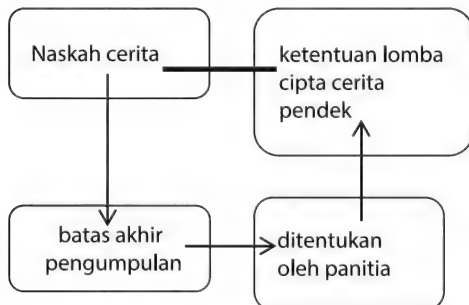 Naskah cerita
ketentuan lomba
cipta cerita
pendek
batas akhir
pengumpulan
ditentukan
oleh panitia